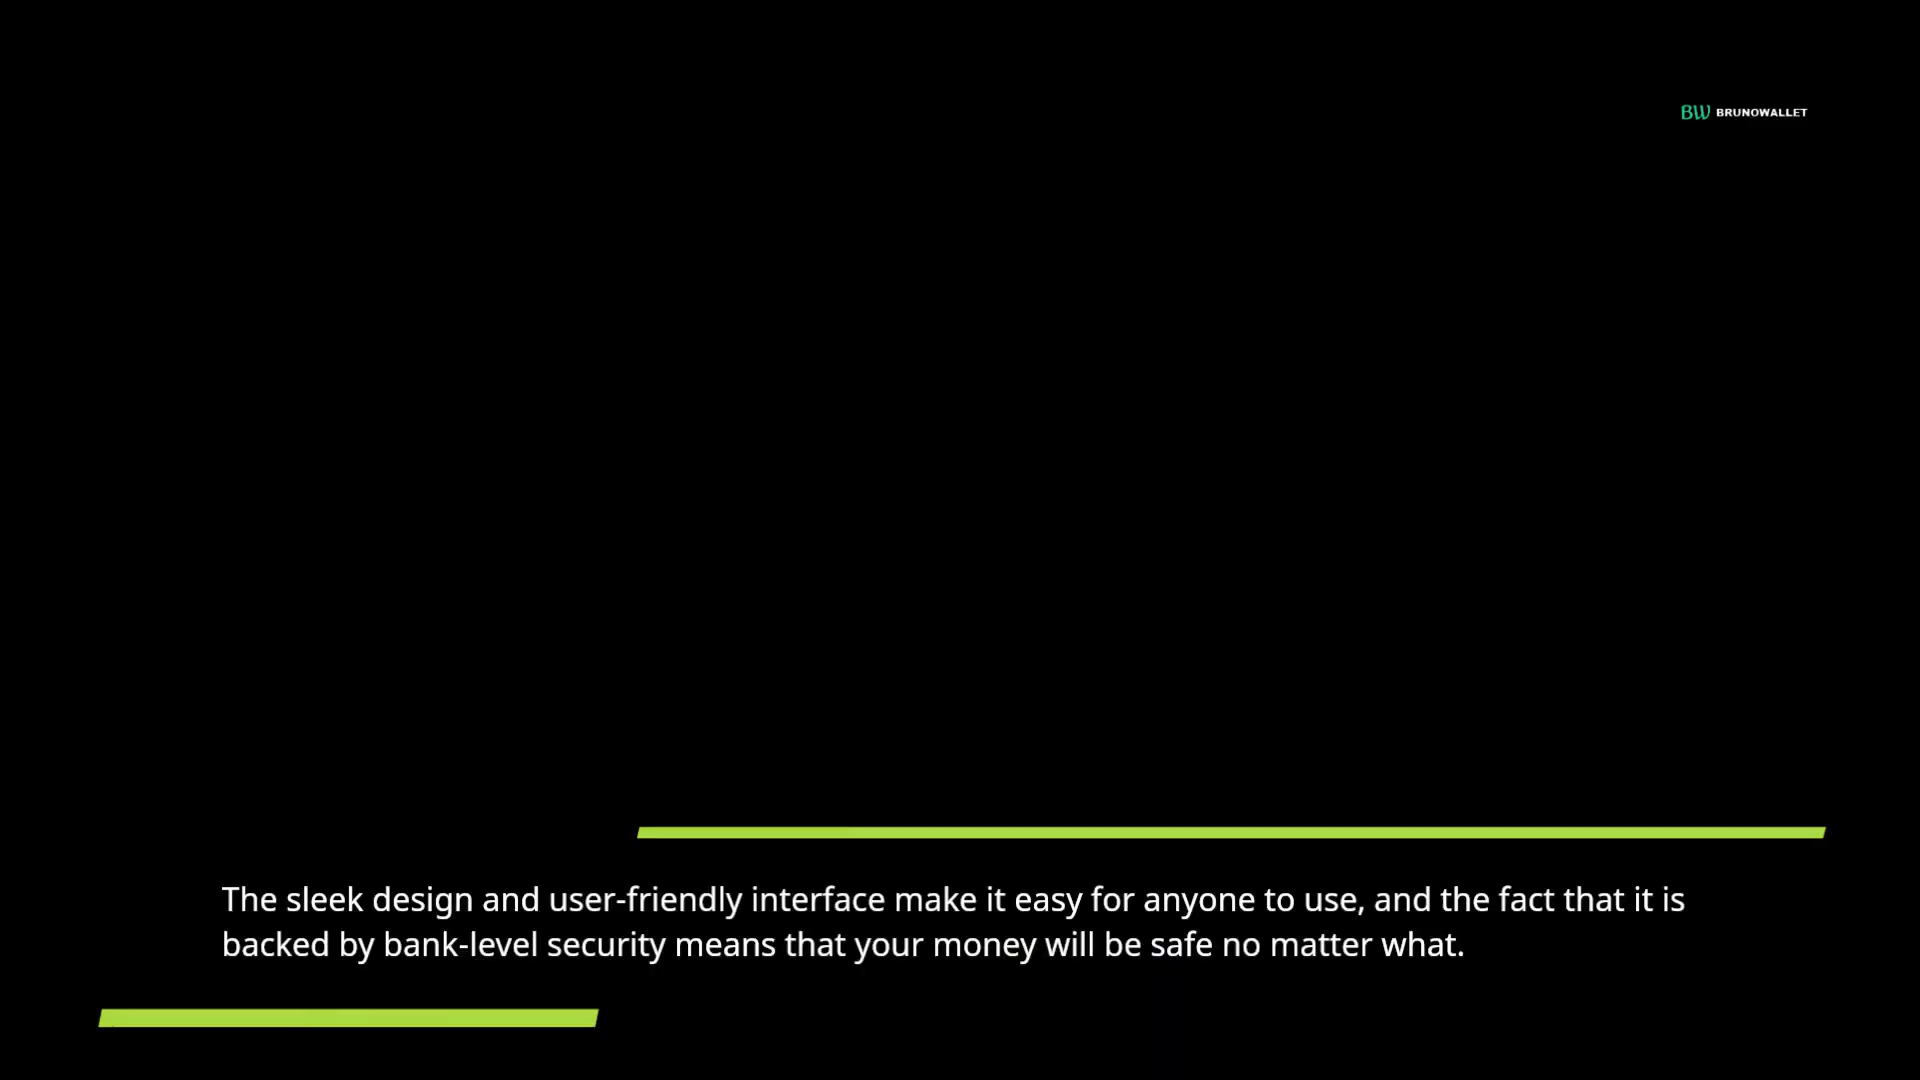 BW BRUNOWALLET
The sleek design and user-friendly interface make it easy for anyone to use, and the fact that it is
backed by bank-level security means that your money will be safe no matter what.